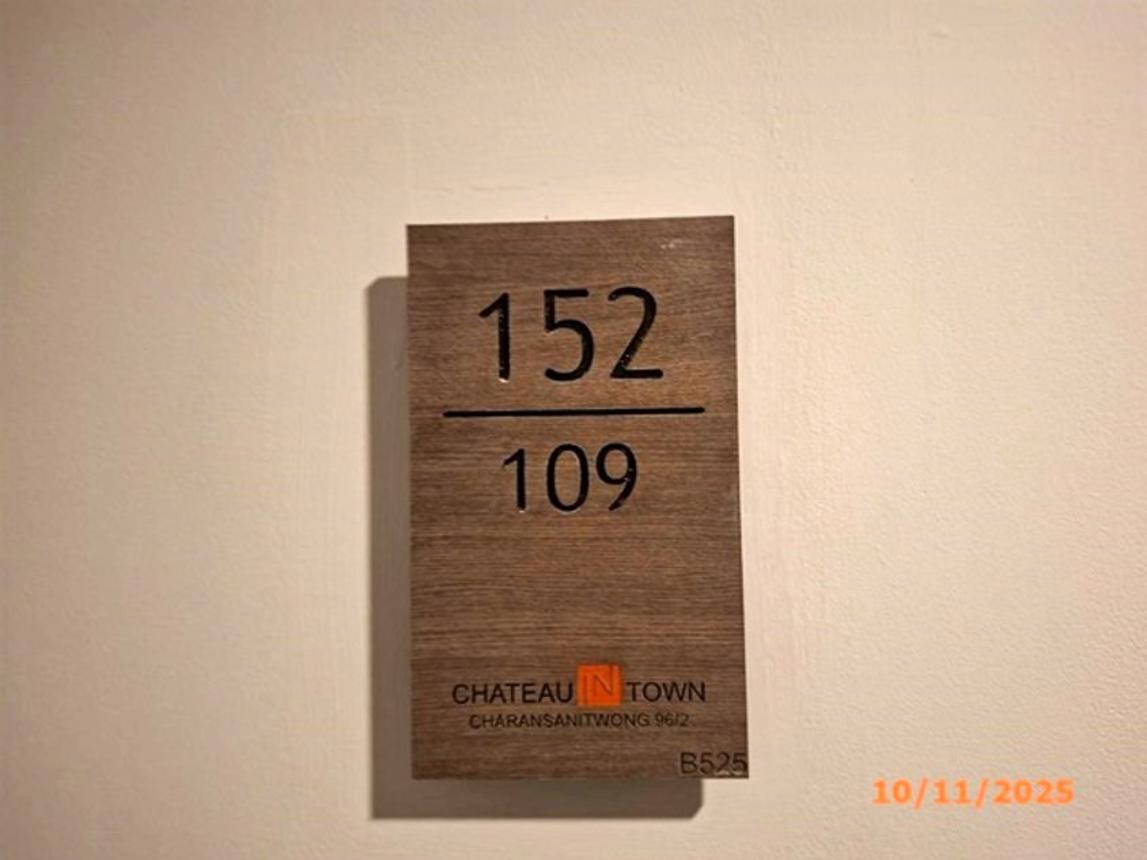 152
109
CHATEAU IN TOWN
CHARANSANITWONG 96/2
B525
10/11/2025